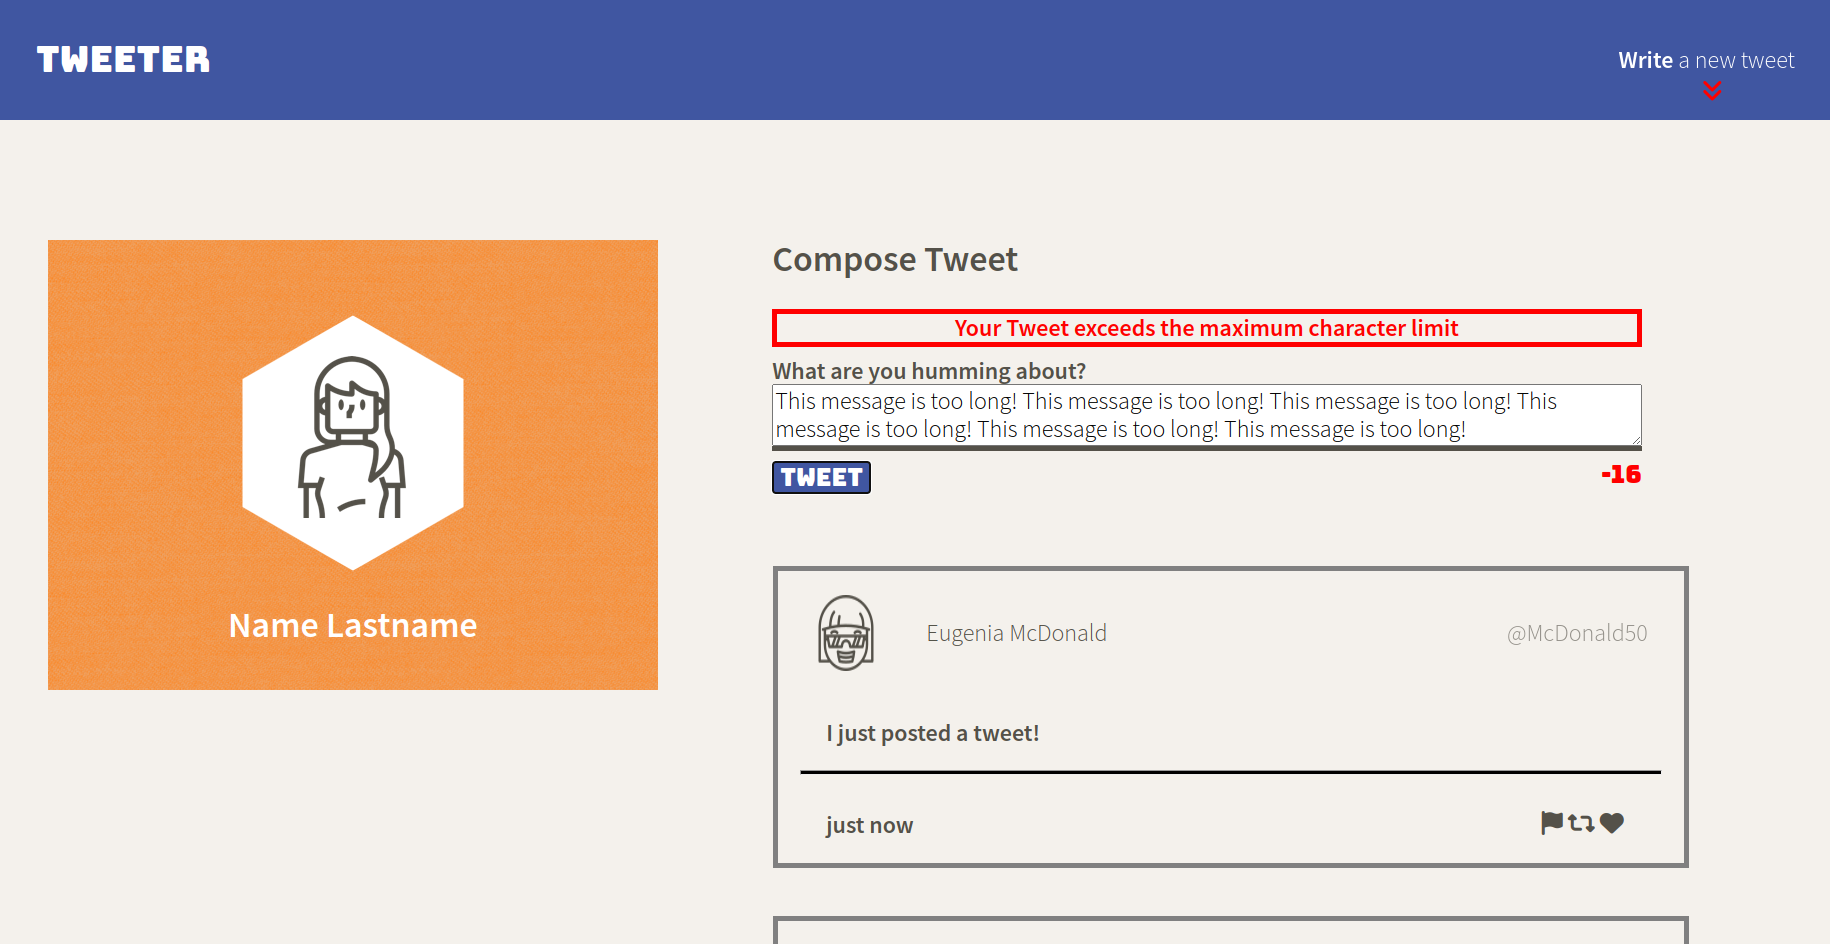 TWEETER
Write a new tweet
Name Lastname
Compose Tweet
Your Tweet exceeds the maximum character limit
What are you humming about?
This message is too long! This message is too long! This message is too long! This
message is too long! This message is too long! This message is too long!
TWEET
-16
Eugenia McDonald
@McDonald50
I just posted a tweet!
just now